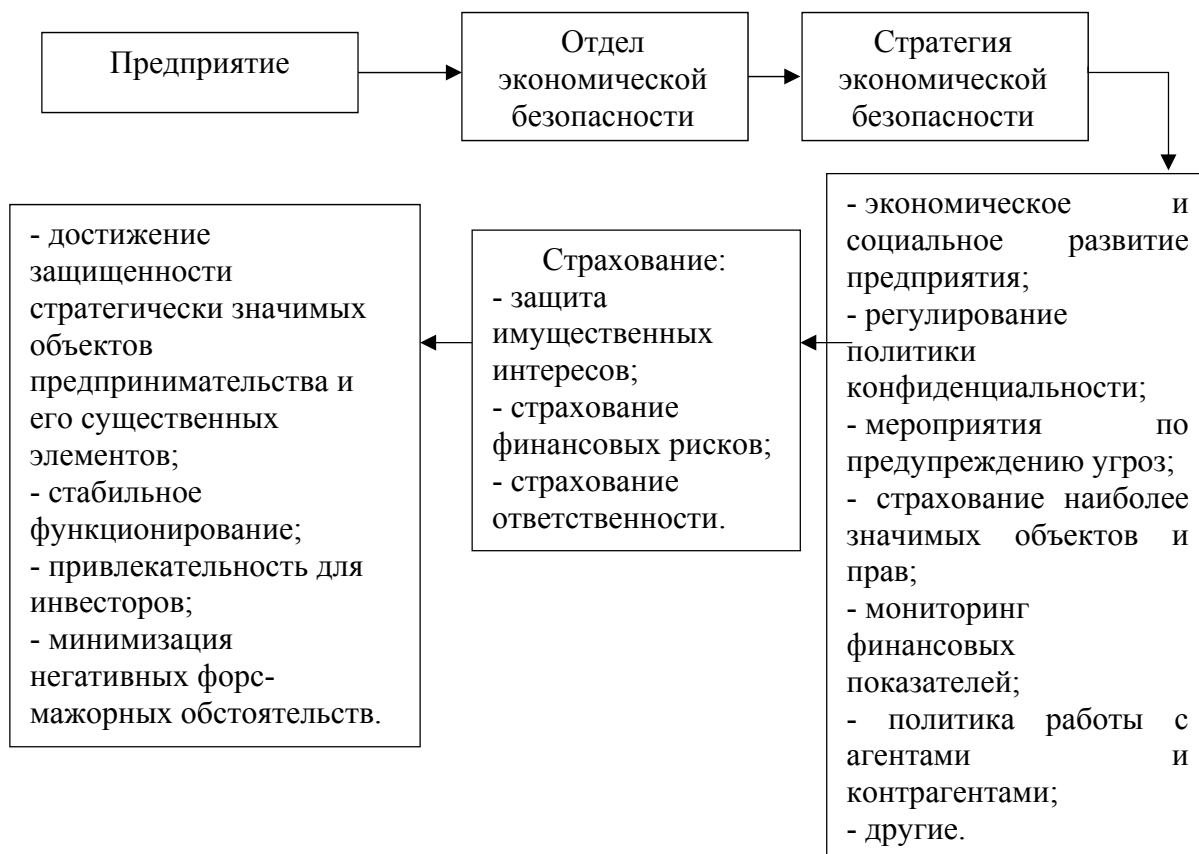 Предприятие
Отдел
экономической
безопасности
Стратегия
экономической
безопасности
- экономическое и
социальное развитие
предприятия;
- регулирование
политики
конфиденциальности;
- мероприятия по
предупреждению угроз;
- страхование наиболее
значимых объектов и
прав;
- мониторинг
финансовых
показателей;
- политика работы с
агентами и
контрагентами;
- другие.
Страхование:
- защита
имущественных
интересов;
- страхование
финансовых рисков;
- страхование
ответственности.
- достижение
защищенности
стратегически значимых
объектов
предпринимательства и
его существенных
элементов;
- стабильное
функционирование;
- привлекательность для
инвесторов;
- минимизация
негативных форс-
мажорных обстоятельств.